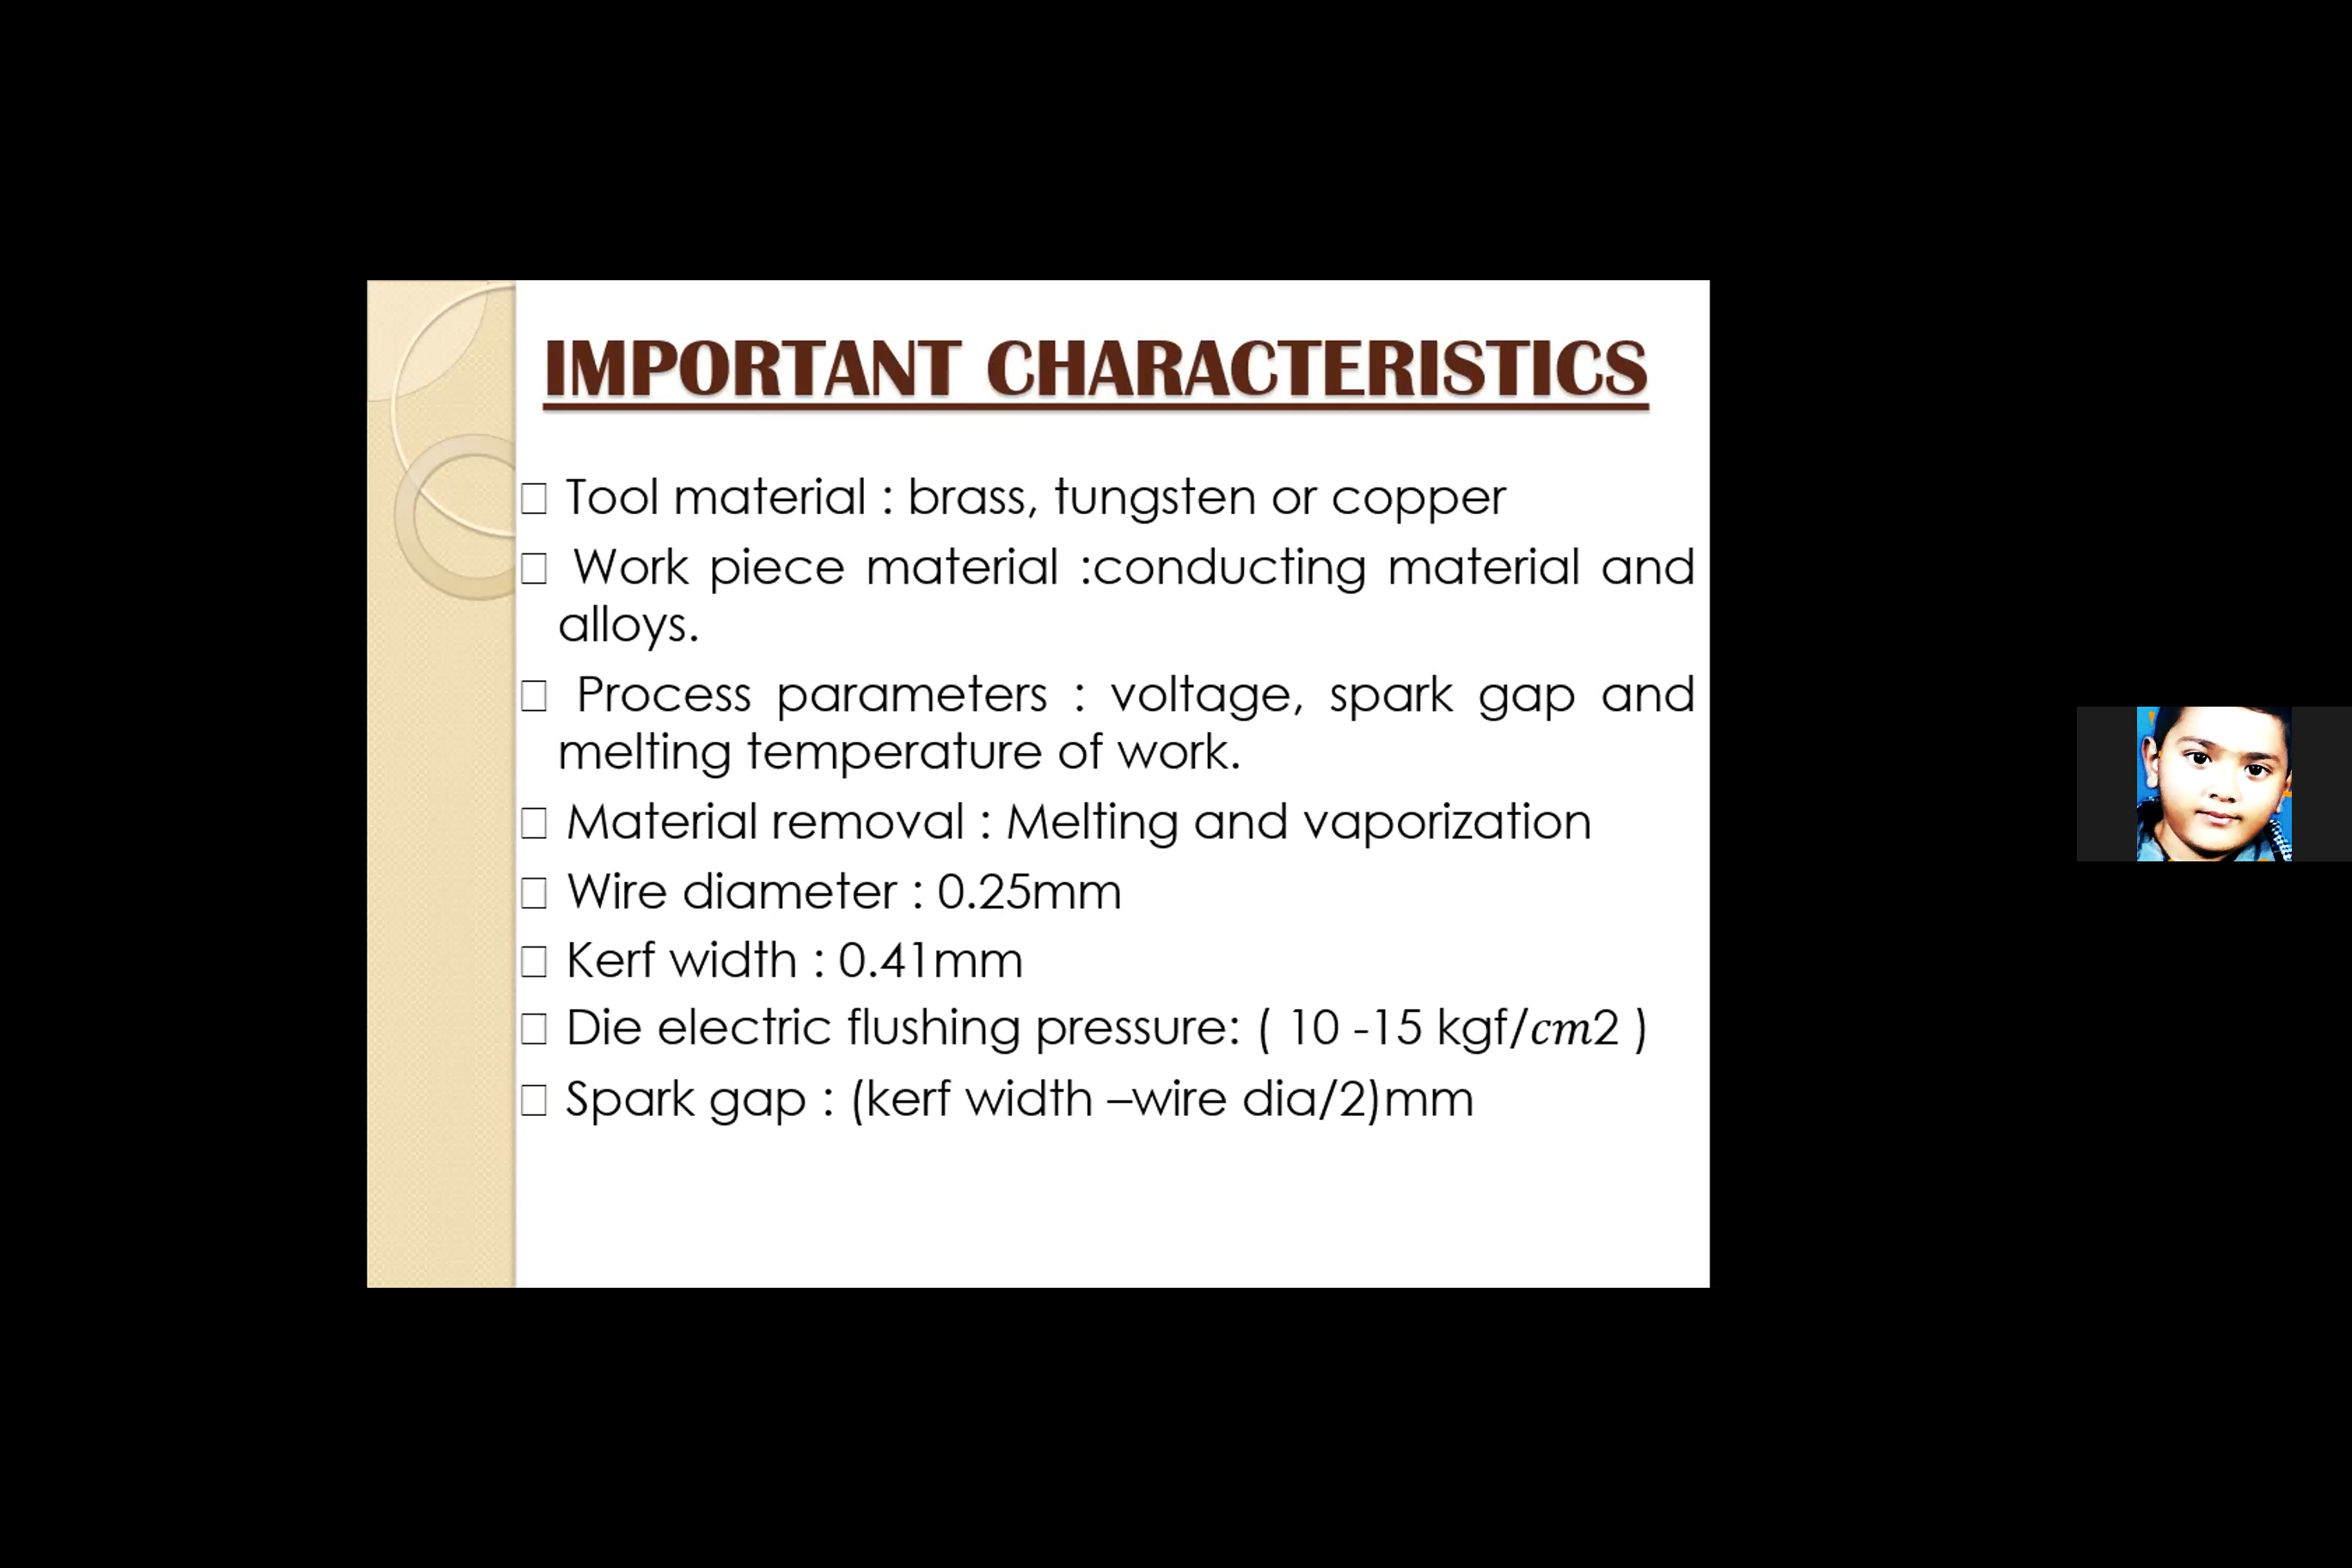 IMPORTANT CHARACTERISTICS
□ Tool material : brass, tungsten or copper
□ Work piece material :conducting material and
alloys.
□ Process parameters : voltage, spark gap and
melting temperature of work.
□ Material removal : Melting and vaporization
□ Wire diameter : 0.25mm
□ Kerf width : 0.41mm
□ Die electric flushing pressure: ( 10 -15 kgf/cm2 )
□ Spark gap : (kerf width –wire dia/2)mm